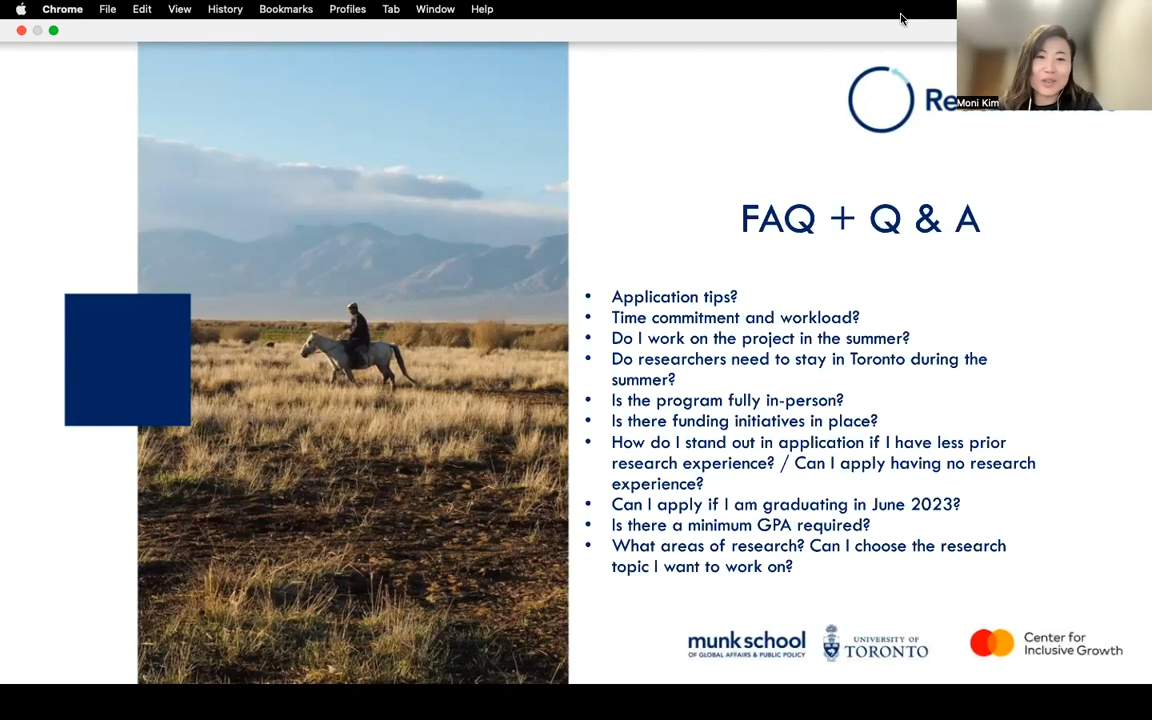 Chrome File Edit View History Bookmarks Profiles Tab Window Help
Moni Kim
FAQ + Q & A
• Application tips?
• Time commitment and workload?
• Do I work on the project in the summer?
• Do researchers need to stay in Toronto during the
summer?
• Is the program fully in-person?
• Is there funding initiatives in place?
• How do I stand out in application if I have less prior
research experience? / Can I apply having no research
experience?
• Can I apply if I am graduating in June 2023?
• Is there a minimum GPA required?
• What areas of research? Can I choose the research
topic I want to work on?
munk school
OF GLOBAL AFFAIRS & PUBLIC POLICY
UNIVERSITY OF
TORONTO
Center for
Inclusive Growth